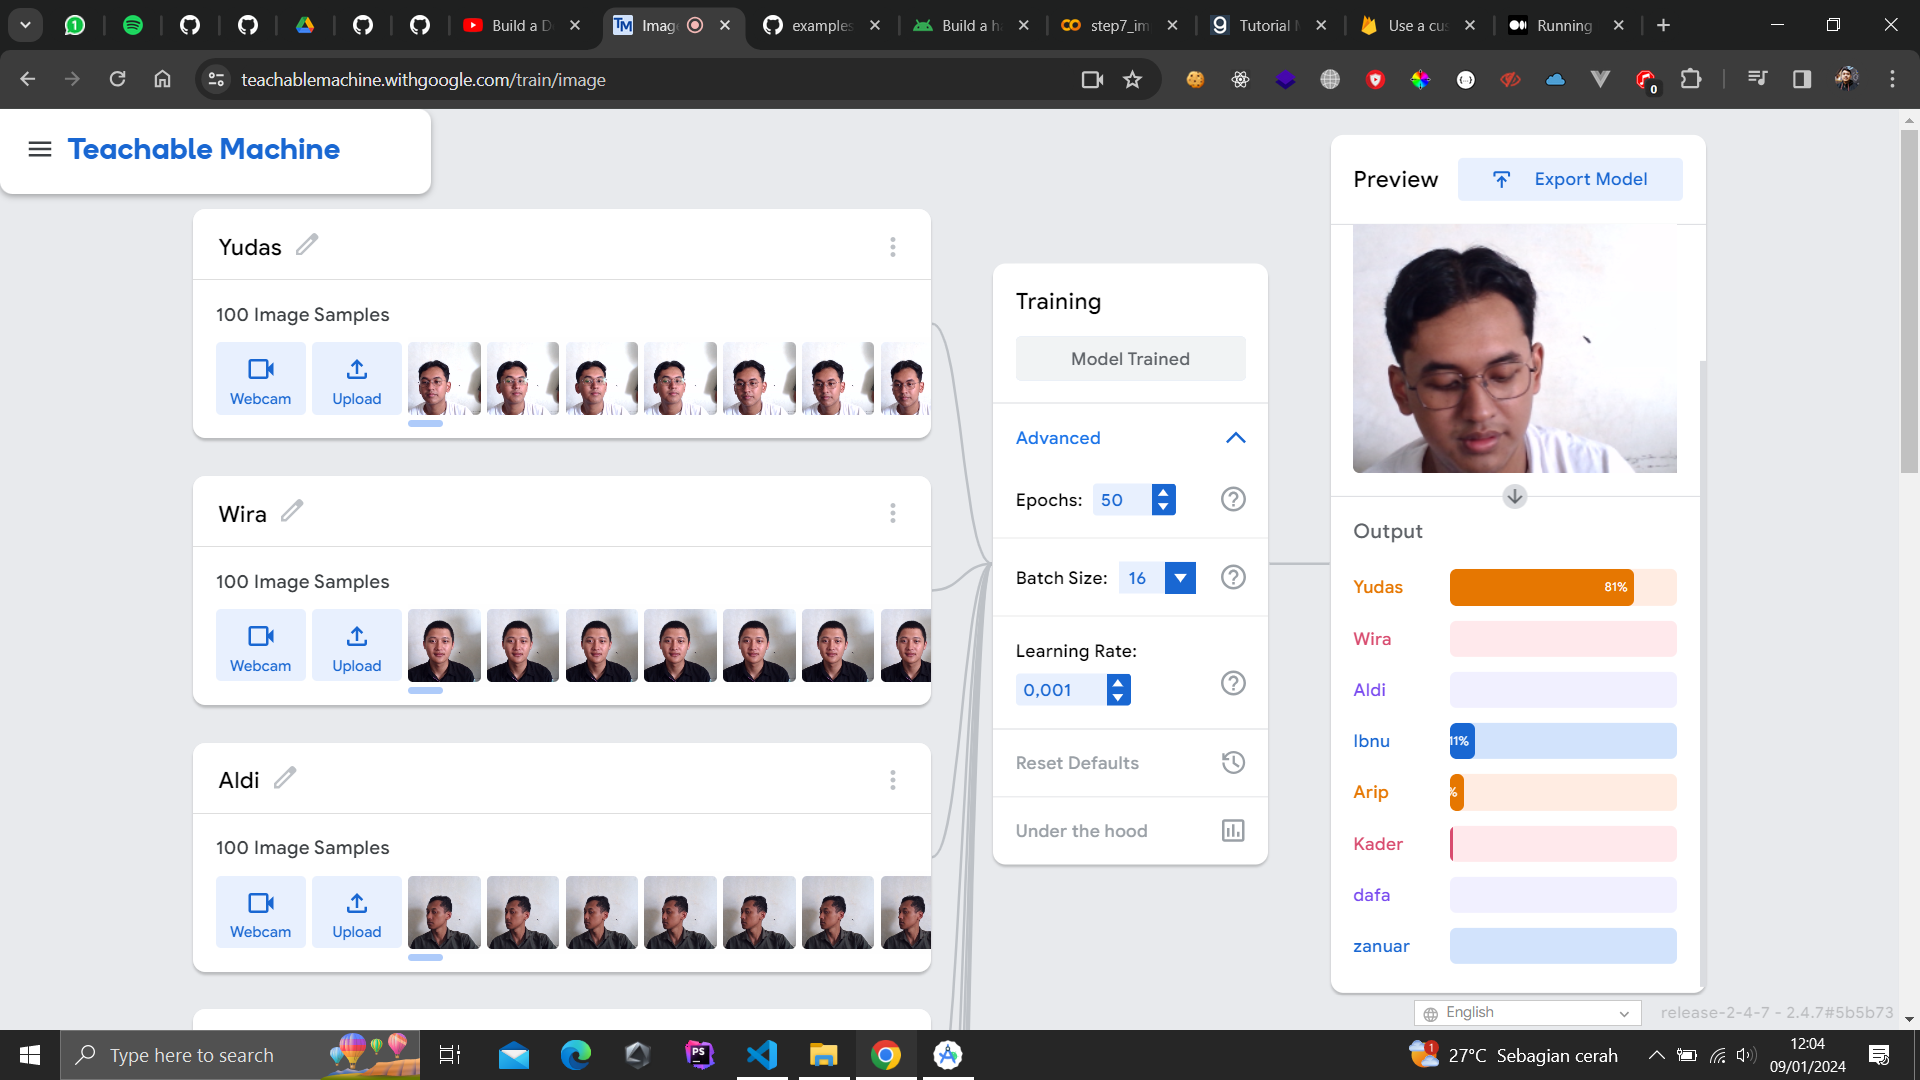 Build a D
Imag
examples
Build a h
step7_im
Tutorial
Use a cus
Running
teachablemachine.withgoogle.com/train/image
0
Teachable Machine
Preview
Export Model
Yudas
100 Image Samples
Webcam
Upload
Wira
100 Image Samples
Webcam
Upload
Aldi
100 Image Samples
Webcam
Upload
Training
Model Trained
Advanced
Epochs: 50
Batch Size: 16
Learning Rate:
0,001
Reset Defaults
Under the hood
Output
Yudas 81%
Wira
Aldi
Ibnu 11%
Arip %
Kader
dafa
zanuar
English
release-2-4-7 - 2.4.7#5b5b73
Type here to search
27°C Sebagian cerah
12:04
09/01/2024